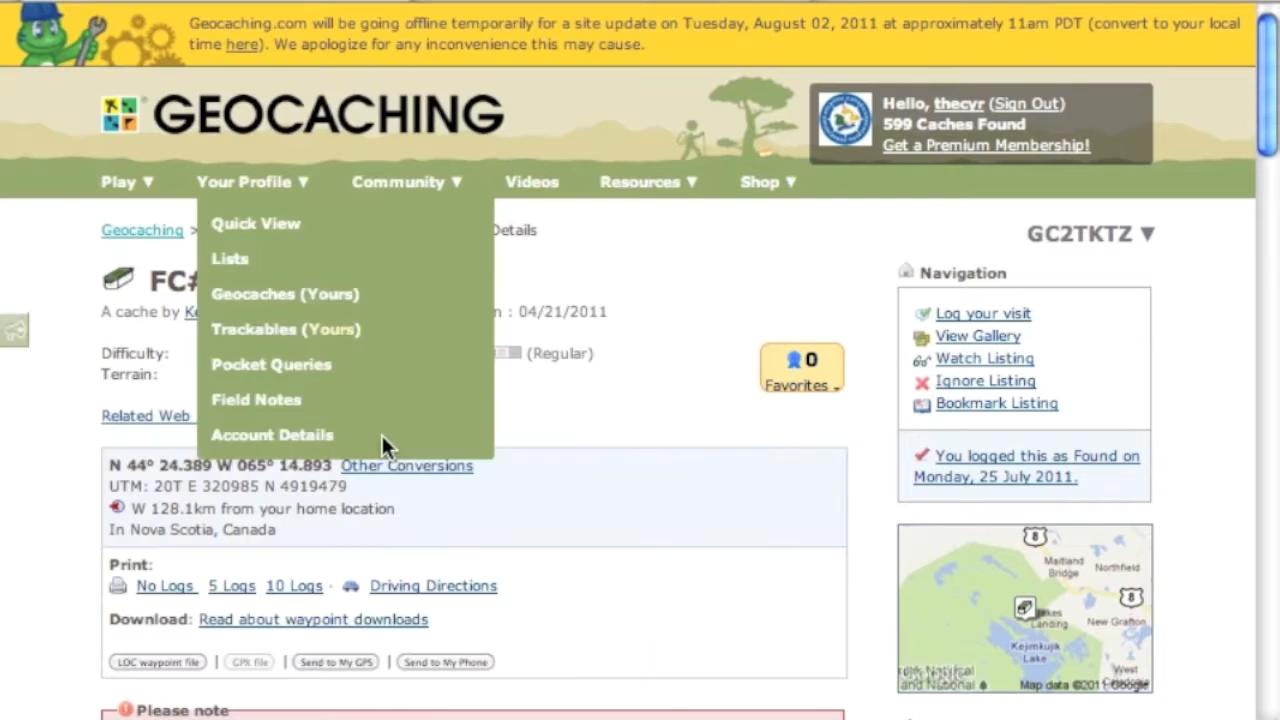 Geocaching.com will be going offline temporarily for a site update on Tuesday, August 02, 2011 at approximately 11am PDT (convert to your local
time here). We apologize for any inconvenience this may cause.
GEOCACHING
Hello, thecyr (Sign Out)
599 Caches Found
Get a Premium Membership!
Play ▼ Your Profile ▼ Community ▼ Videos Resources ▼ Shop ▼
Quick View
Lists
Geocaches (Yours)
Trackables (Yours)
Pocket Queries
Field Notes
Account Details
Geocaching > Details
GC2TKTZ ▼
FC#
A cache by : 04/21/2011
Difficulty: (Regular)
Terrain:
0
Favorites
Related Web
N 44° 24.389 W 065° 14.893 Other Conversions
UTM: 20T E 320985 N 4919479
W 128.1km from your home location
In Nova Scotia, Canada
Print:
No Logs 5 Logs 10 Logs · Driving Directions
Download: Read about waypoint downloads
LOC waypoint file | GPX file | Send to My GPS | Send to My Phone
Please note
Navigation
Log your visit
View Gallery
Watch Listing
Ignore Listing
Bookmark Listing
You logged this as Found on
Monday, 25 July 2011.
8
Maitland
Bridge
Northfield
8
Landing
New Grafton
Kejimkujik
Lake
West
and National
Map data ©2011 Google